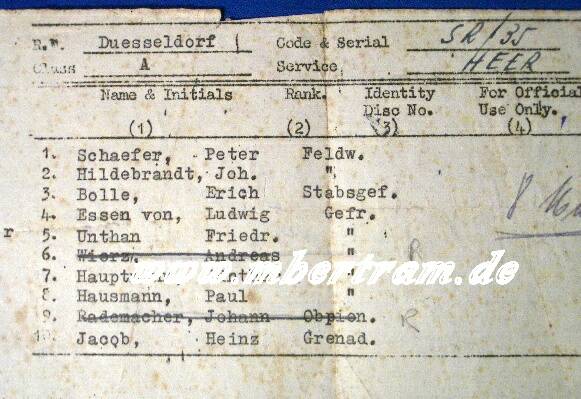 R.W. Duesseldorf Code & Serial SR/35
Class A Service HEER
Name & Initials Rank. Identity Disc No. For Official Use Only.
(1) (2) (3) (4)
1. Schaefer, Peter Feldw.
2. Hildebrandt, Joh. "
3. Bolle, Erich Stabsgef.
4. Essen von, Ludwig Gefr.
8
r
5. Unthan Friedr. "
6. Wierz. Andreas " R
www.mbertram.de
7. "
8. Hausmann, Paul "
9. Rademacher, Johann Obpion. R
10. Jacob, Heinz Grenad.